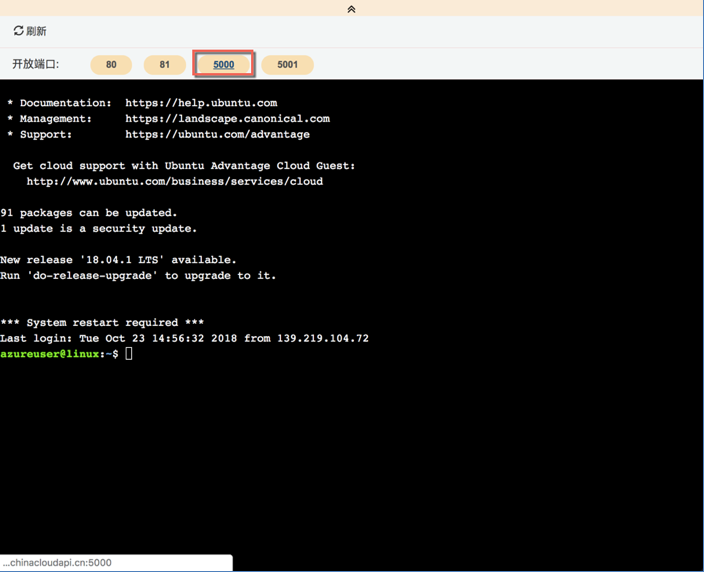 刷新
开放端口: 80 81 5000 5001
* Documentation: https://help.ubuntu.com
* Management: https://landscape.canonical.com
* Support: https://ubuntu.com/advantage
Get cloud support with Ubuntu Advantage Cloud Guest:
http://www.ubuntu.com/business/services/cloud
91 packages can be updated.
1 update is a security update.
New release '18.04.1 LTS' available.
Run 'do-release-upgrade' to upgrade to it.
*** System restart required ***
Last login: Tue Oct 23 14:56:32 2018 from 139.219.104.72
azureuser@linux:~$
...chinacloudapi.cn:5000